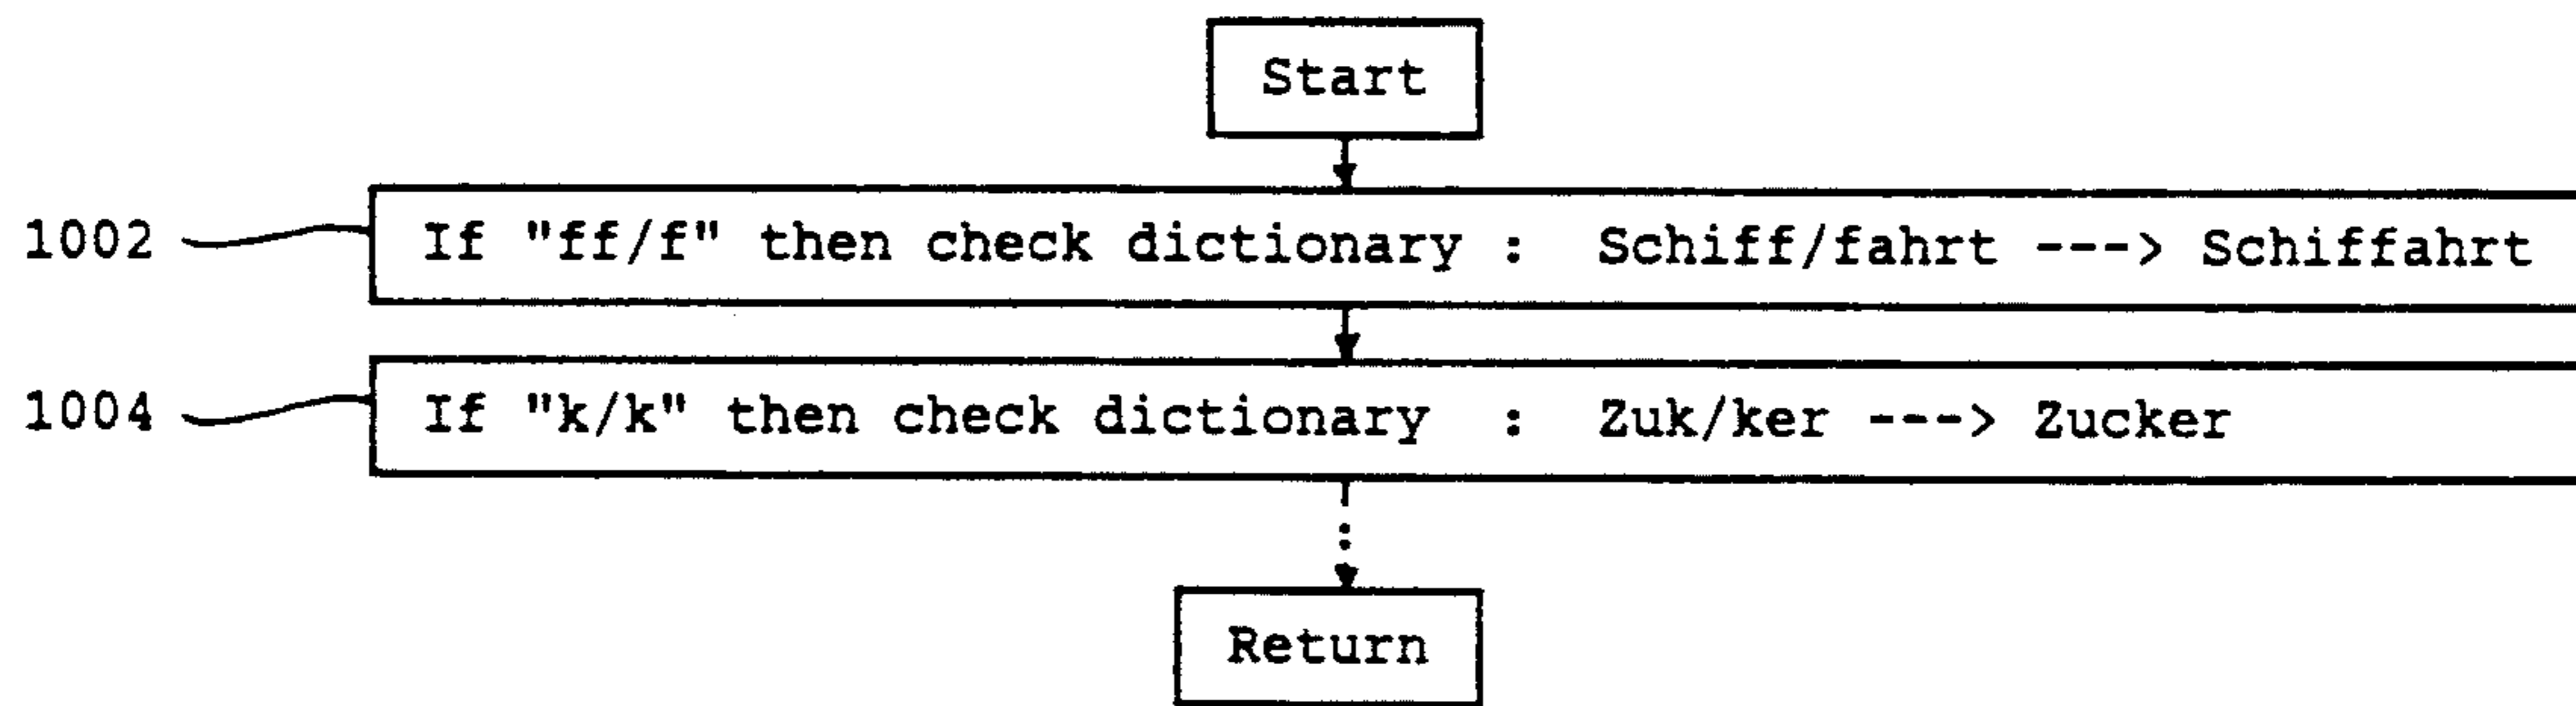 Start
1002 If "ff/f" then check dictionary : Schiff/fahrt ---> Schiffahrt
1004 If "k/k" then check dictionary : Zuk/ker ---> Zucker
Return